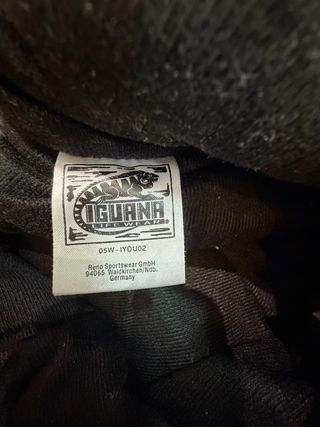 IGUANA®
LIFEWEAR
05W-IYDU02
Reno Sportswear GmbH
94065 Waldkirchen/Ndb.
Germany